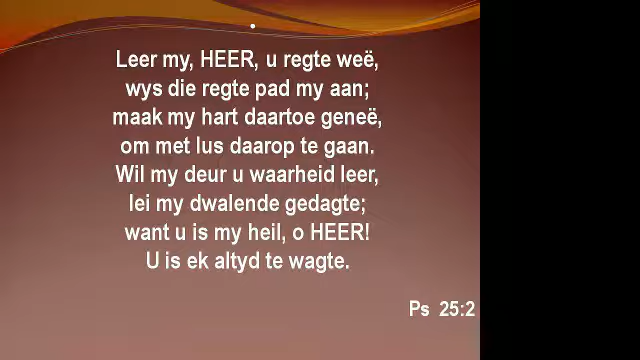 Leer my, HEER, u regte weë,
wys die regte pad my aan;
maak my hart daartoe geneë,
om met lus daarop te gaan.
Wil my deur u waarheid leer,
lei my dwalende gedagte;
want u is my heil, o HEER!
U is ek altyd te wagte.
Ps 25:2